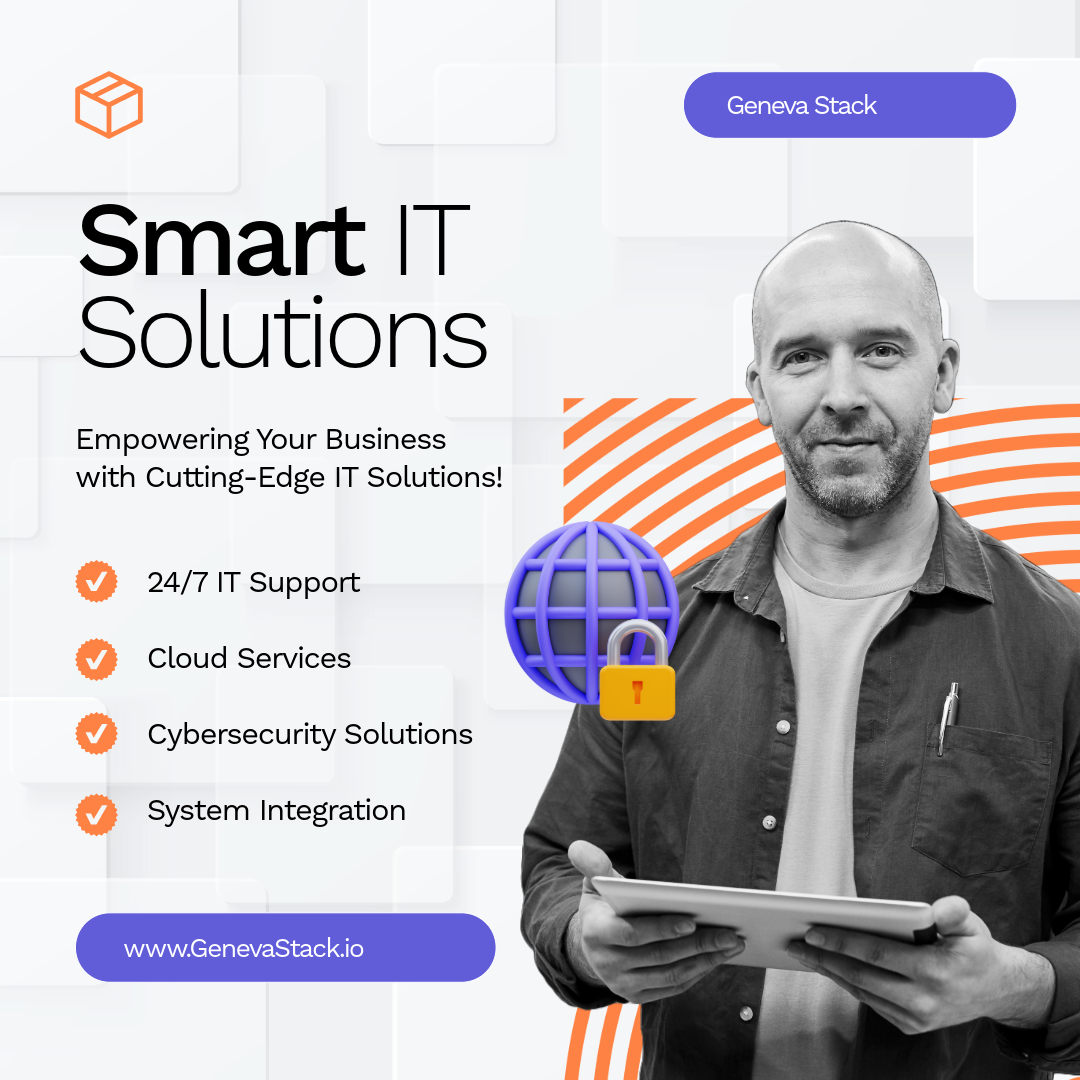 Geneva Stack
Smart IT
Solutions
Empowering Your Business
with Cutting-Edge IT Solutions!
24/7 IT Support
Cloud Services
Cybersecurity Solutions
System Integration
www.GenevaStack.io